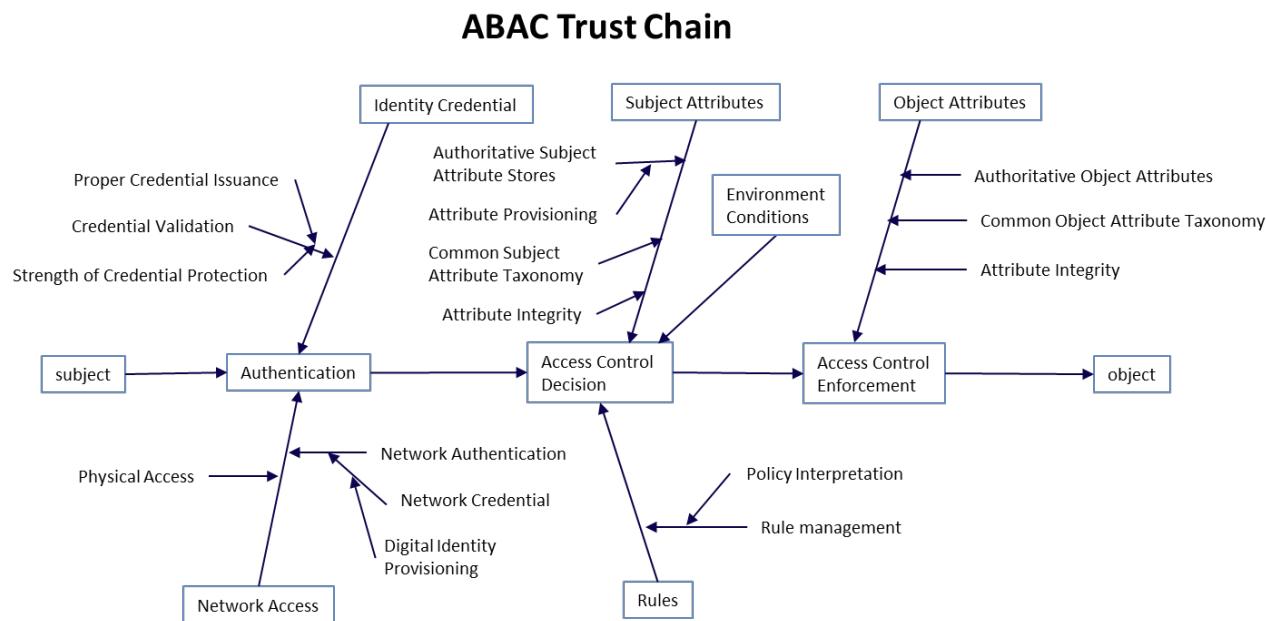 ABAC Trust Chain
Identity Credential
Subject Attributes
Object Attributes
Authoritative Subject
Attribute Stores
Proper Credential Issuance
Authoritative Object Attributes
Environment
Conditions
Attribute Provisioning
Credential Validation
Common Object Attribute Taxonomy
Common Subject
Attribute Taxonomy
Strength of Credential Protection
Attribute Integrity
Attribute Integrity
subject
Authentication
Access Control
Decision
Access Control
Enforcement
object
Physical Access
Network Authentication
Policy Interpretation
Network Credential
Rule management
Digital Identity
Provisioning
Network Access
Rules